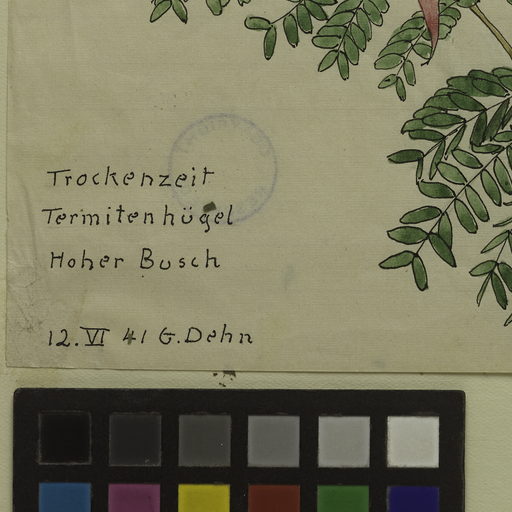 Trockenzeit
Termitenhügel
Hoher Busch
12. VI 41 G. Dehn